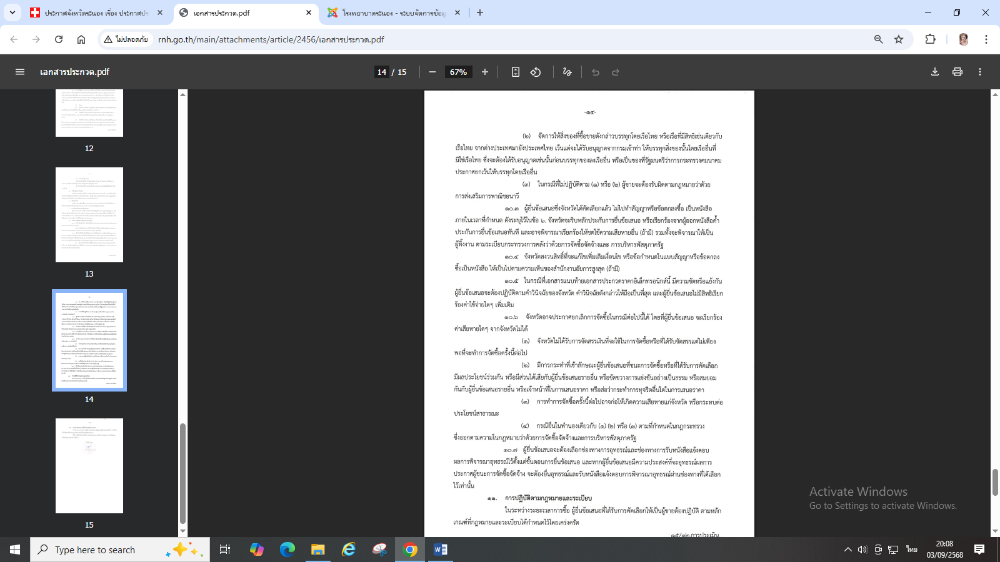 ประกาศจังหวัดระนอง เรื่อง ประกาศประ
เอกสารประกวด.pdf
โรงพยาบาลระนอง - ระบบจัดการข้อมู
ไม่ปลอดภัย
rnh.go.th/main/attachments/article/2456/เอกสารประกวด.pdf
เอกสารประกวด.pdf
14 / 15
67%
12
13
14
15
-๑๔-
(๒) จัดการให้สิ่งของที่ซื้อขายดังกล่าวบรรทุกโดยเรือไทย หรือเรือที่มีสิทธิเช่นเดียวกับ
เรือไทย จากต่างประเทศมายังประเทศไทย เว้นแต่จะได้รับอนุญาตจากกรมเจ้าท่า ให้บรรทุกสิ่งของนั้นโดยเรืออื่นที่
มิใช่เรือไทย ซึ่งจะต้องได้รับอนุญาตเช่นนั้นก่อนบรรทุกของลงเรืออื่น หรือเป็นของที่รัฐมนตรีว่าการกระทรวงคมนาคม
ประกาศยกเว้นให้บรรทุกโดยเรืออื่น
(๓) ในกรณีที่ไม่ปฏิบัติตาม (๑) หรือ (๒) ผู้ขายจะต้องรับผิดตามกฎหมายว่าด้วย
การส่งเสริมการพาณิชยนาวี
๑๐.๓ ผู้ยื่นข้อเสนอซึ่งจังหวัดได้คัดเลือกแล้ว ไม่ไปทำสัญญาหรือข้อตกลงซื้อ เป็นหนังสือ
ภายในเวลาที่กำหนด ดังระบุไว้ในข้อ ๖. จังหวัดจะริบหลักประกันการยื่นข้อเสนอ หรือเรียกร้องจากผู้ออกหนังสือค้ำ
ประกันการยื่นข้อเสนอทันที และอาจพิจารณาเรียกร้องให้ชดใช้ความเสียหายอื่น (ถ้ามี) รวมทั้งจะพิจารณาให้เป็น
ผู้ทิ้งงาน ตามระเบียบกระทรวงการคลังว่าด้วยการจัดซื้อจัดจ้างและ การบริหารพัสดุภาครัฐ
๑๐.๔ จังหวัดสงวนสิทธิ์ที่จะแก้ไขเพิ่มเติมเงื่อนไข หรือข้อกำหนดในแบบสัญญาหรือข้อตกลง
ซื้อเป็นหนังสือ ให้เป็นไปตามความเห็นของสำนักงานอัยการสูงสุด (ถ้ามี)
๑๐.๕ ในกรณีที่เอกสารแนบท้ายเอกสารประกวดราคาอิเล็กทรอนิกส์นี้ มีความขัดหรือแย้งกัน
ผู้ยื่นข้อเสนอจะต้องปฏิบัติตามคำวินิจฉัยของจังหวัด คำวินิจฉัยดังกล่าวให้ถือเป็นที่สุด และผู้ยื่นข้อเสนอไม่มีสิทธิเรียก
ร้องค่าใช้จ่ายใดๆ เพิ่มเติม
๑๐.๖ จังหวัดอาจประกาศยกเลิกการจัดซื้อในกรณีต่อไปนี้ได้ โดยที่ผู้ยื่นข้อเสนอ จะเรียกร้อง
ค่าเสียหายใดๆ จากจังหวัดไม่ได้
(๑) จังหวัดไม่ได้รับการจัดสรรเงินที่จะใช้ในการจัดซื้อหรือที่ได้รับจัดสรรแต่ไม่เพียง
พอที่จะทำการจัดซื้อครั้งนี้ต่อไป
(๒) มีการกระทำที่เข้าลักษณะผู้ยื่นข้อเสนอที่ชนะการจัดซื้อหรือที่ได้รับการคัดเลือก
มีผลประโยชน์ร่วมกัน หรือมีส่วนได้เสียกับผู้ยื่นข้อเสนอรายอื่น หรือขัดขวางการแข่งขันอย่างเป็นธรรม หรือสมยอม
กันกับผู้ยื่นข้อเสนอรายอื่น หรือเจ้าหน้าที่ในการเสนอราคา หรือส่อว่ากระทำการทุจริตอื่นใดในการเสนอราคา
(๓) การทำการจัดซื้อครั้งนี้ต่อไปอาจก่อให้เกิดความเสียหายแก่จังหวัด หรือกระทบต่อ
ประโยชน์สาธารณะ
(๔) กรณีอื่นในทำนองเดียวกับ (๑) (๒) หรือ (๓) ตามที่กำหนดในกฎกระทรวง
ซึ่งออกตามความในกฎหมายว่าด้วยการจัดซื้อจัดจ้างและการบริหารพัสดุภาครัฐ
๑๐.๗ ผู้ยื่นข้อเสนอจะต้องเลือกช่องทางการอุทธรณ์และช่องทางการรับหนังสือแจ้งตอบ
ผลการพิจารณาอุทธรณ์ไว้ตั้งแต่ขั้นตอนการยื่นข้อเสนอ และหากผู้ยื่นข้อเสนอมีความประสงค์ที่จะอุทธรณ์ผลการ
ประกาศผู้ชนะการจัดซื้อจัดจ้าง จะต้องยื่นอุทธรณ์และรับหนังสือแจ้งตอบการพิจารณาอุทธรณ์ผ่านช่องทางที่ได้เลือก
ไว้เท่านั้น
๑๑. การปฏิบัติตามกฎหมายและระเบียบ
ในระหว่างระยะเวลาการซื้อ ผู้ยื่นข้อเสนอที่ได้รับการคัดเลือกให้เป็นผู้ขายต้องปฏิบัติ ตามหลัก
เกณฑ์ที่กฎหมายและระเบียบได้กำหนดไว้โดยเคร่งครัด
๑๕/๑๒.การประเมิน
Activate Windows
Go to Settings to activate Windows.
Type here to search
ไทย
20:08
03/09/2568